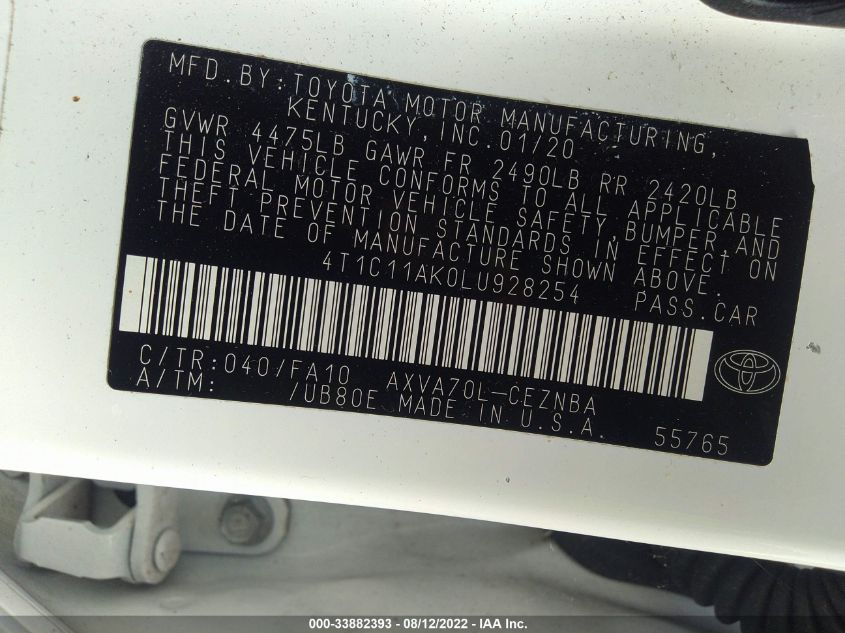 MFD.BY:TOYOTA MOTOR MANUFACTURING,
KENTUCKY,INC.01/20
GVWR 4475LB GAWR FR 2490LB RR 2420LB
THIS VEHICLE CONFORMS TO ALL APPLICABLE
FEDERAL MOTOR VEHICLE SAFETY,BUMPER,AND
THEFT PREVENTION STANDARDS IN EFFECT ON
THE DATE OF MANUFACTURE SHOWN ABOVE.
4T1C11AK0LU928254 PASS.CAR
C/TR:040/FA10 AXVA70L-CEZNBA
A/TM: /UB80E MADE IN U.S.A. 55765
000-33882393 - 08/12/2022 - IAA Inc.